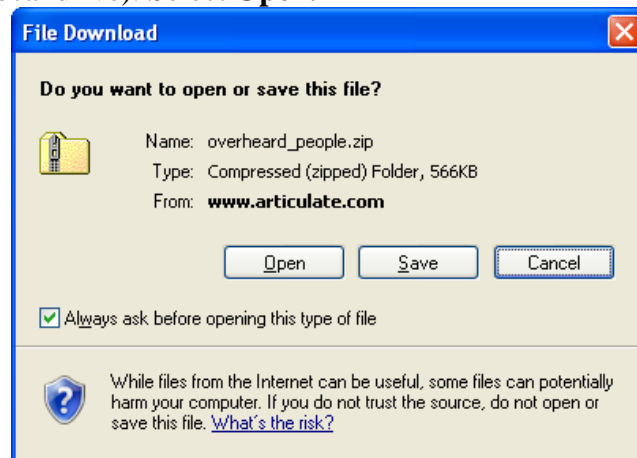 drive). Select Open.
File Download
Do you want to open or save this file?
Name: overheard_people.zip
Type: Compressed (zipped) Folder, 566KB
From: www.articulate.com
Open Save Cancel
Always ask before opening this type of file
While files from the Internet can be useful, some files can potentially
harm your computer. If you do not trust the source, do not open or
save this file. What's the risk?